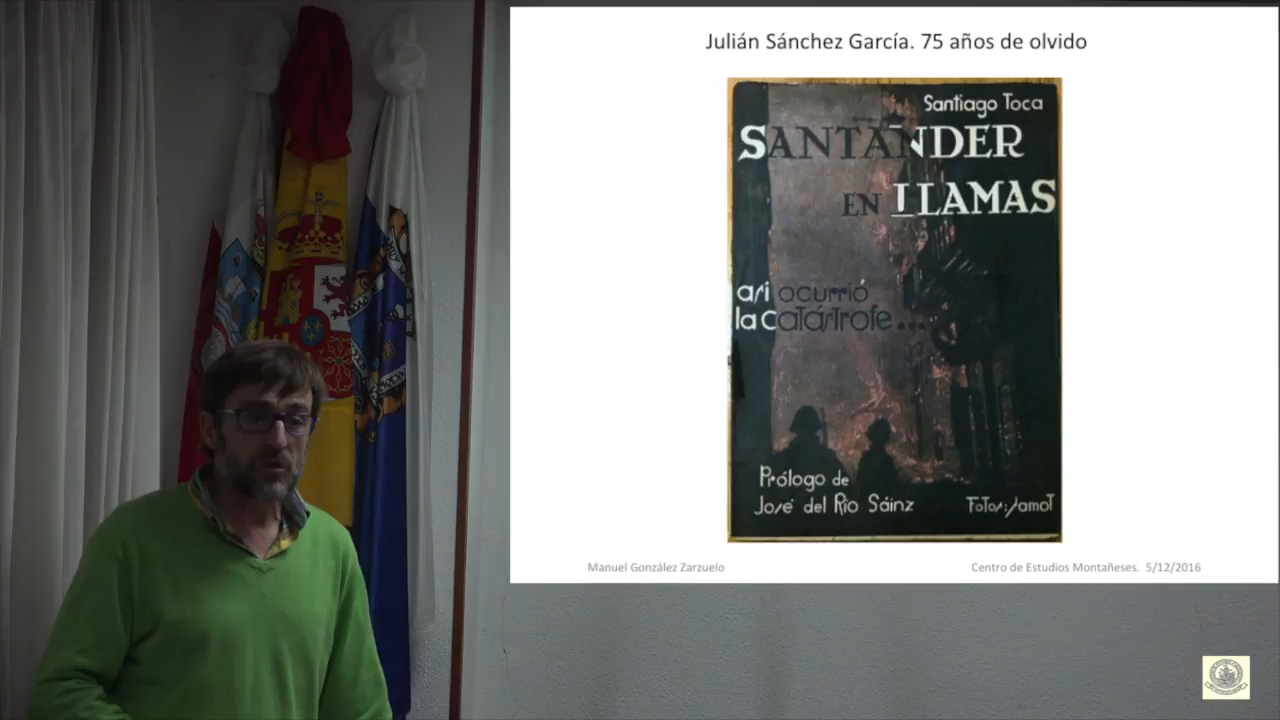 Julián Sánchez García. 75 años de olvido
Santiago Toca
SANTANDER
EN LLAMAS
asi ocurrió
la catástrofe...
Prólogo de
José del Río Sáinz
Fotos: Samot
Manuel González Zarzuelo
Centro de Estudios Montañeses. 5/12/2016